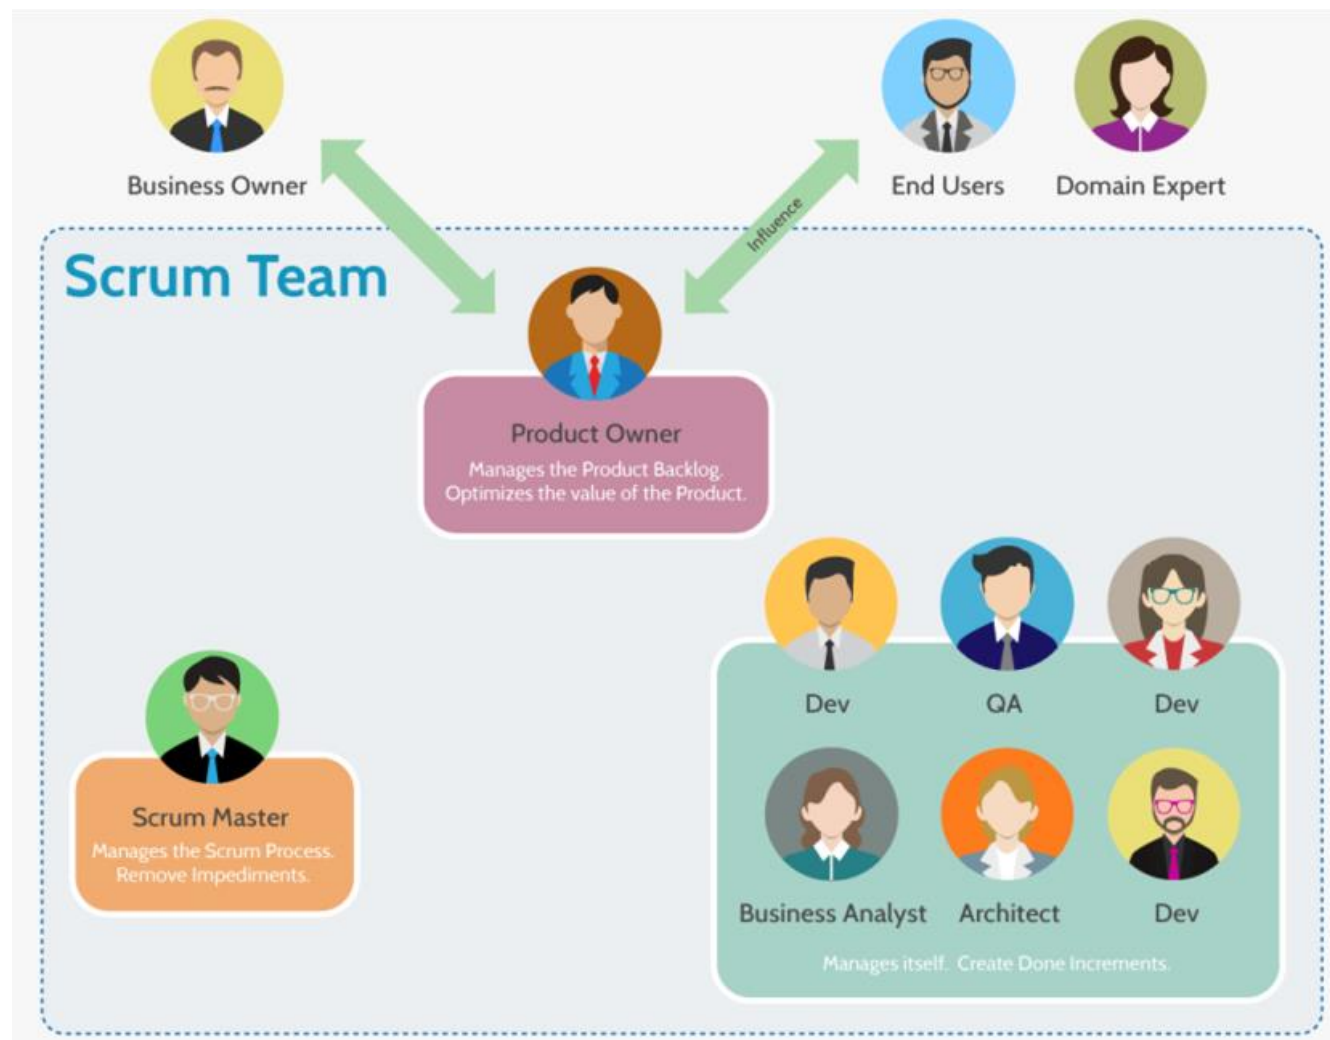 Business Owner
End Users
Domain Expert
Influence
Scrum Team
Product Owner
Manages the Product Backlog.
Optimizes the value of the Product.
Dev
QA
Dev
Scrum Master
Manages the Scrum Process.
Remove Impediments.
Business Analyst
Architect
Dev
Manages itself. Create Done Increments.